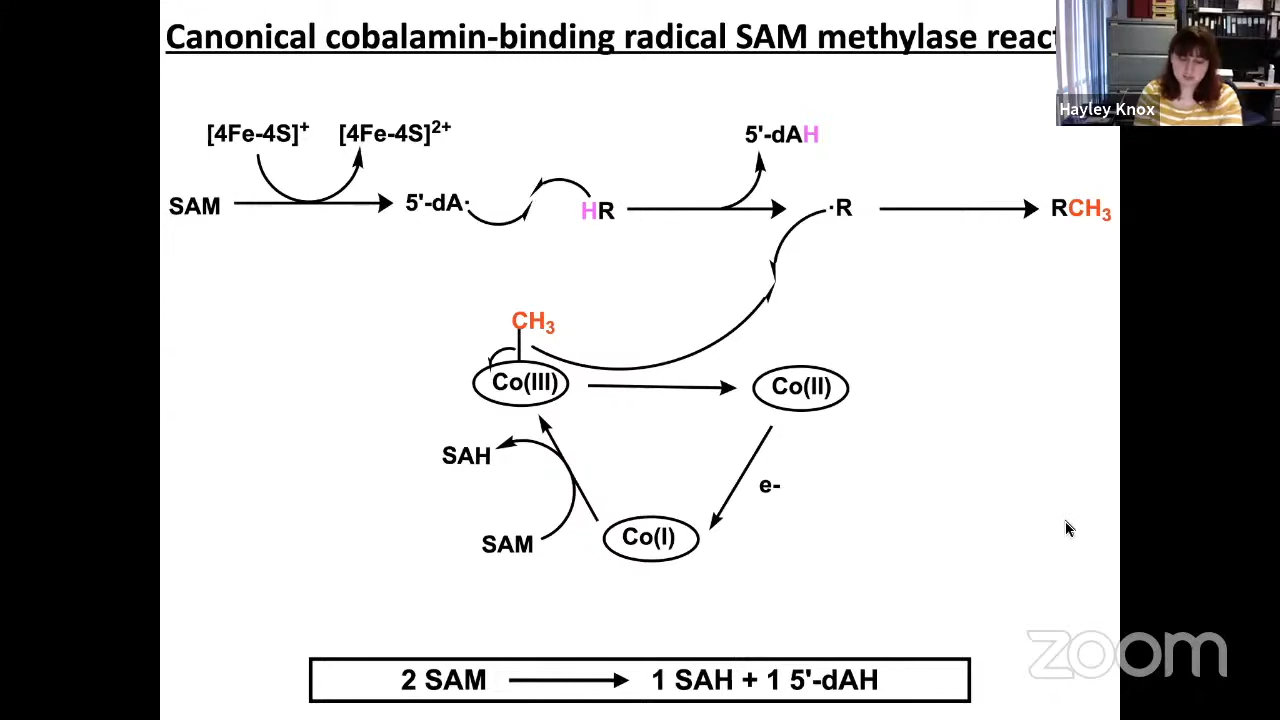 Canonical cobalamin-binding radical SAM methylase
Hayley Knox
[4Fe-4S]⁺ [4Fe-4S]²⁺ 5'-dAH
SAM 5'-dA· HR ·R RCH₃
CH₃
Co(III) Co(II)
SAH e-
SAM Co(I)
zoom
2 SAM → 1 SAH + 1 5'-dAH